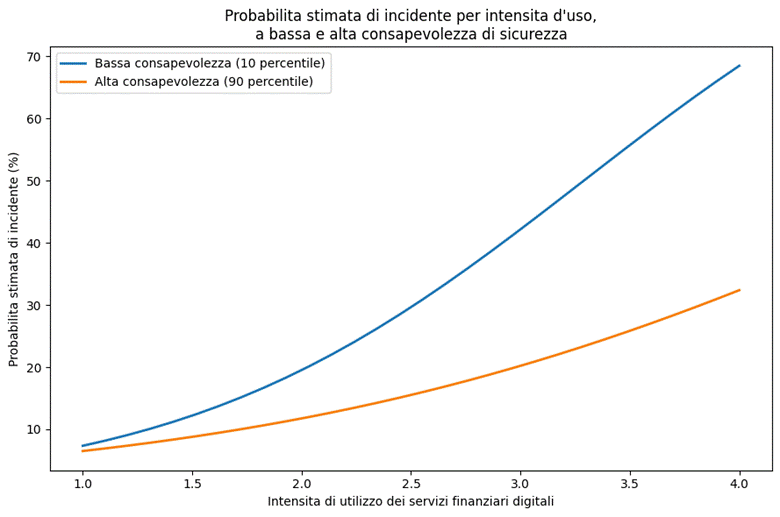 Probabilita stimata di incidente per intensita d'uso,
a bassa e alta consapevolezza di sicurezza
Bassa consapevolezza (10 percentile)
Alta consapevolezza (90 percentile)
Probabilita stimata di incidente (%)
70
60
50
40
30
20
10
1.0 1.5 2.0 2.5 3.0 3.5 4.0
Intensita di utilizzo dei servizi finanziari digitali